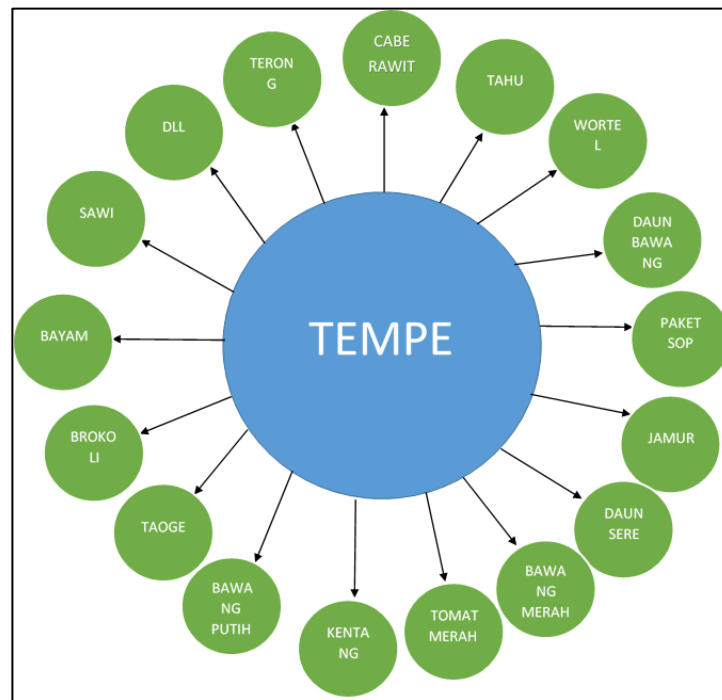 CABE
RAWIT
TAHU
WORTE
L
DAUN
BAWA
NG
PAKET
SOP
JAMUR
DAUN
SERE
BAWA
NG
MERAH
TOMAT
MERAH
KENTA
NG
BAWA
NG
PUTIH
TAOGE
BROKO
LI
BAYAM
SAWI
DLL
TERON
G
TEMPE